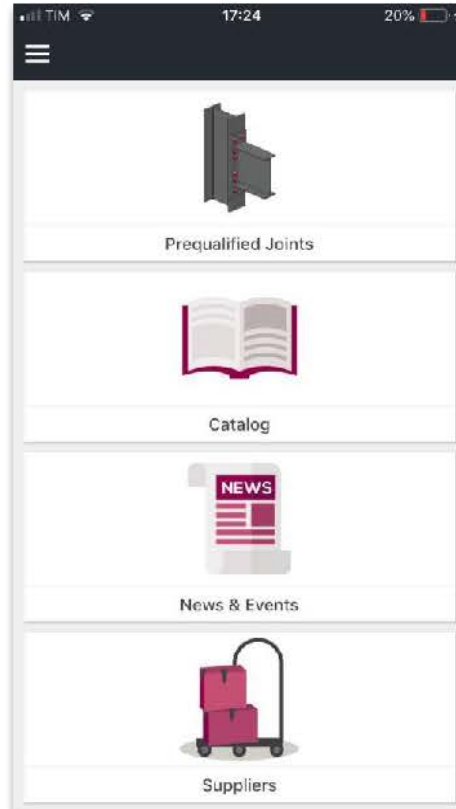 TIM 17:24 20%
Prequalified Joints
Catalog
NEWS
News & Events
Suppliers